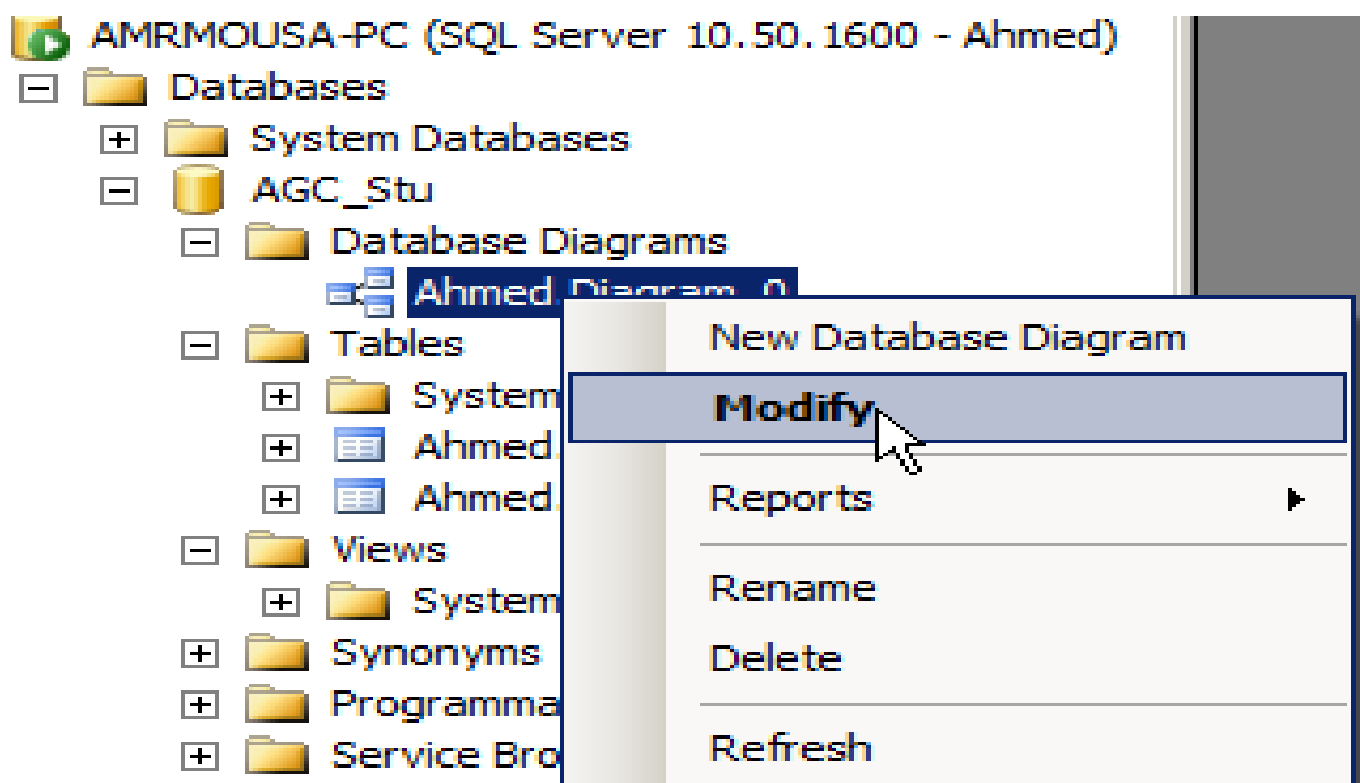 AMRMOUSA-PC (SQL Server 10.50.1600 - Ahmed)
Databases
System Databases
AGC_Stu
Database Diagrams
Ahmed.Diagram_0
Tables
System
Ahmed.
Ahmed.
Views
System
Synonyms
Programma
Service Bro
New Database Diagram
Modify
Reports
Rename
Delete
Refresh